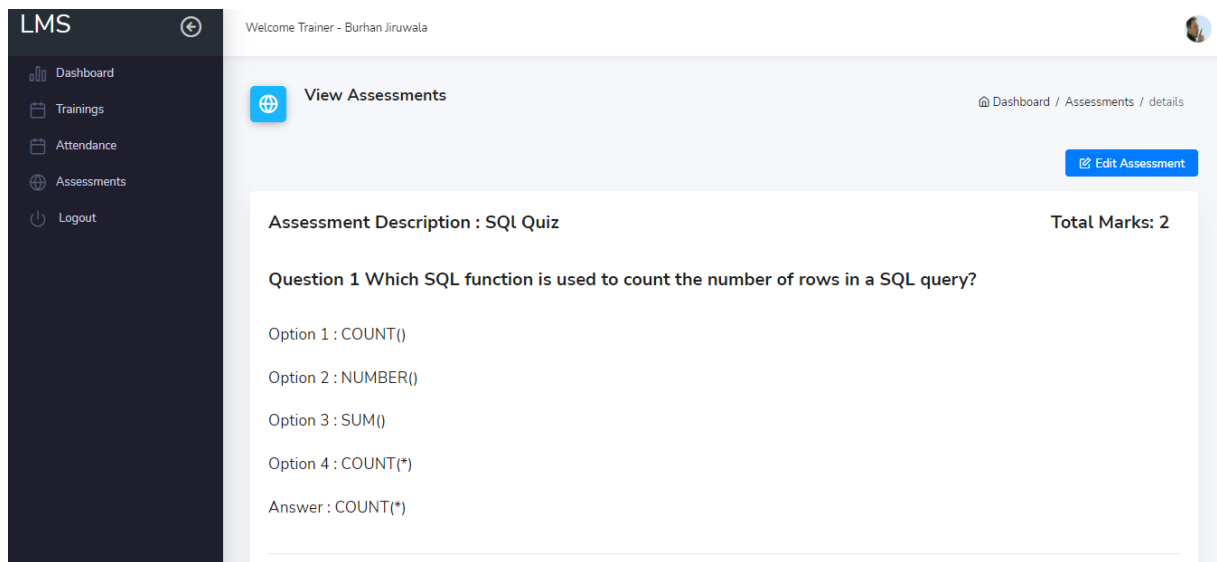 LMS
Welcome Trainer - Burhan Jiruwala
Dashboard
Trainings
Attendance
Assessments
Logout
View Assessments
Dashboard / Assessments / details
Edit Assessment
Assessment Description : SQl Quiz
Total Marks: 2
Question 1 Which SQL function is used to count the number of rows in a SQL query?
Option 1 : COUNT()
Option 2 : NUMBER()
Option 3 : SUM()
Option 4 : COUNT(*)
Answer : COUNT(*)